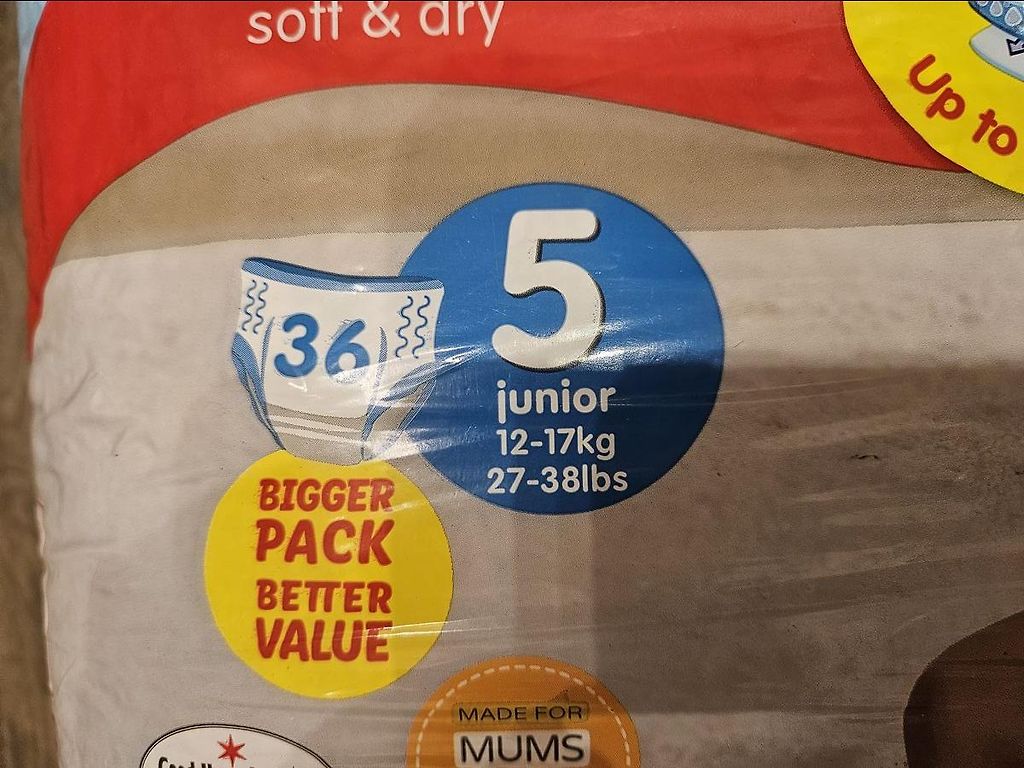 soft & dry
Up to
5
36
junior
12-17kg
27-38lbs
BIGGER
PACK
BETTER
VALUE
MADE FOR
MUMS